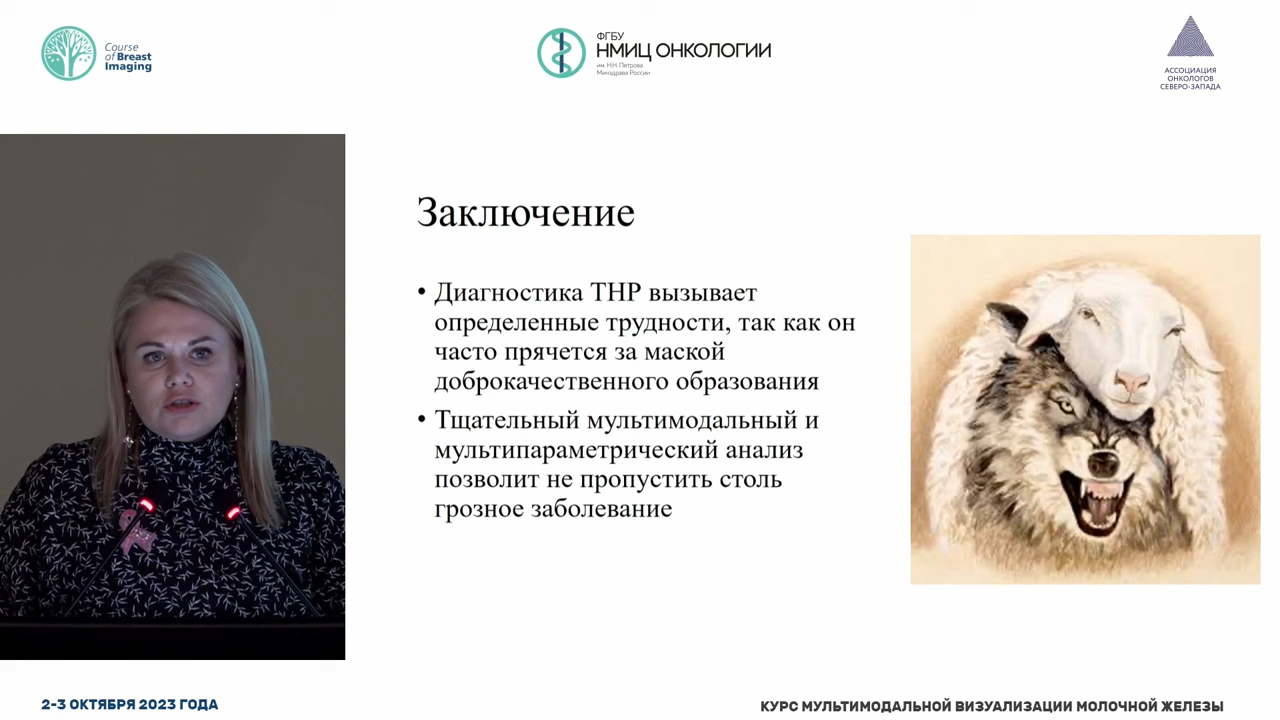 Course
of Breast
Imaging
ФГБУ
НМИЦ ОНКОЛОГИИ
им. Н.Н. Петрова
Минздрава России
АССОЦИАЦИЯ
ОНКОЛОГОВ
СЕВЕРО-ЗАПАДА
Заключение
• Диагностика ТНР вызывает
определенные трудности, так как он
часто прячется за маской
доброкачественного образования
• Тщательный мультимодальный и
мультипараметрический анализ
позволит не пропустить столь
грозное заболевание
2-3 ОКТЯБРЯ 2023 ГОДА
КУРС МУЛЬТИМОДАЛЬНОЙ ВИЗУАЛИЗАЦИИ МОЛОЧНОЙ ЖЕЛЕЗЫ